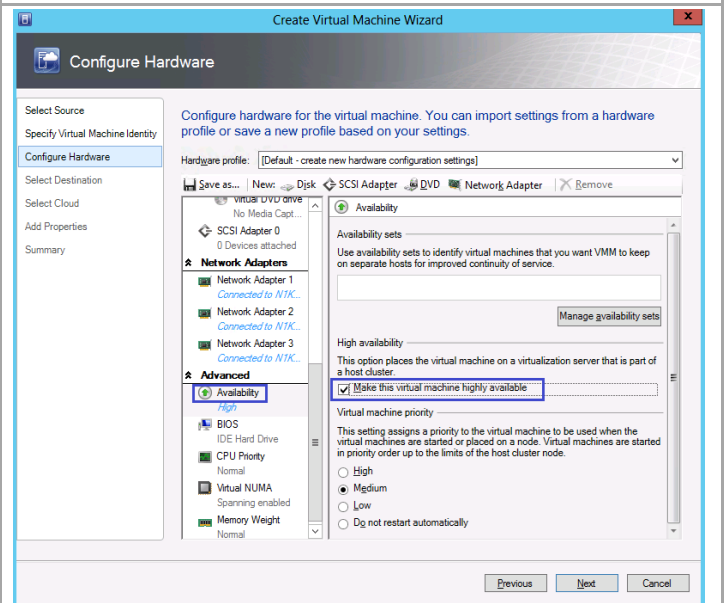 Create Virtual Machine Wizard
x
Configure Hardware
Select Source
Specify Virtual Machine Identity
Configure Hardware
Select Destination
Select Cloud
Add Properties
Summary
Configure hardware for the virtual machine. You can import settings from a hardware
profile or save a new profile based on your settings.
Hardware profile: [Default - create new hardware configuration settings]
Save as... New: Disk SCSI Adapter DVD Network Adapter Remove
Virtual DVD drive
No Media Capt...
SCSI Adapter 0
0 Devices attached
Network Adapters
Network Adapter 1
Connected to N1K...
Network Adapter 2
Connected to N1K...
Network Adapter 3
Connected to N1K...
Advanced
Availability
High
BIOS
IDE Hard Drive
CPU Priority
Normal
Virtual NUMA
Spanning enabled
Memory Weight
Normal
Availability
Availability sets
Use availability sets to identify virtual machines that you want VMM to keep
on separate hosts for improved continuity of service.
Manage availability sets
High availability
This option places the virtual machine on a virtualization server that is part of
a host cluster.
Make this virtual machine highly available
Virtual machine priority
This setting assigns a priority to the virtual machine to be used when the
virtual machines are started or placed on a node. Virtual machines are started
in priority order up to the limits of the host cluster node.
High
Medium
Low
Do not restart automatically
Previous
Next
Cancel